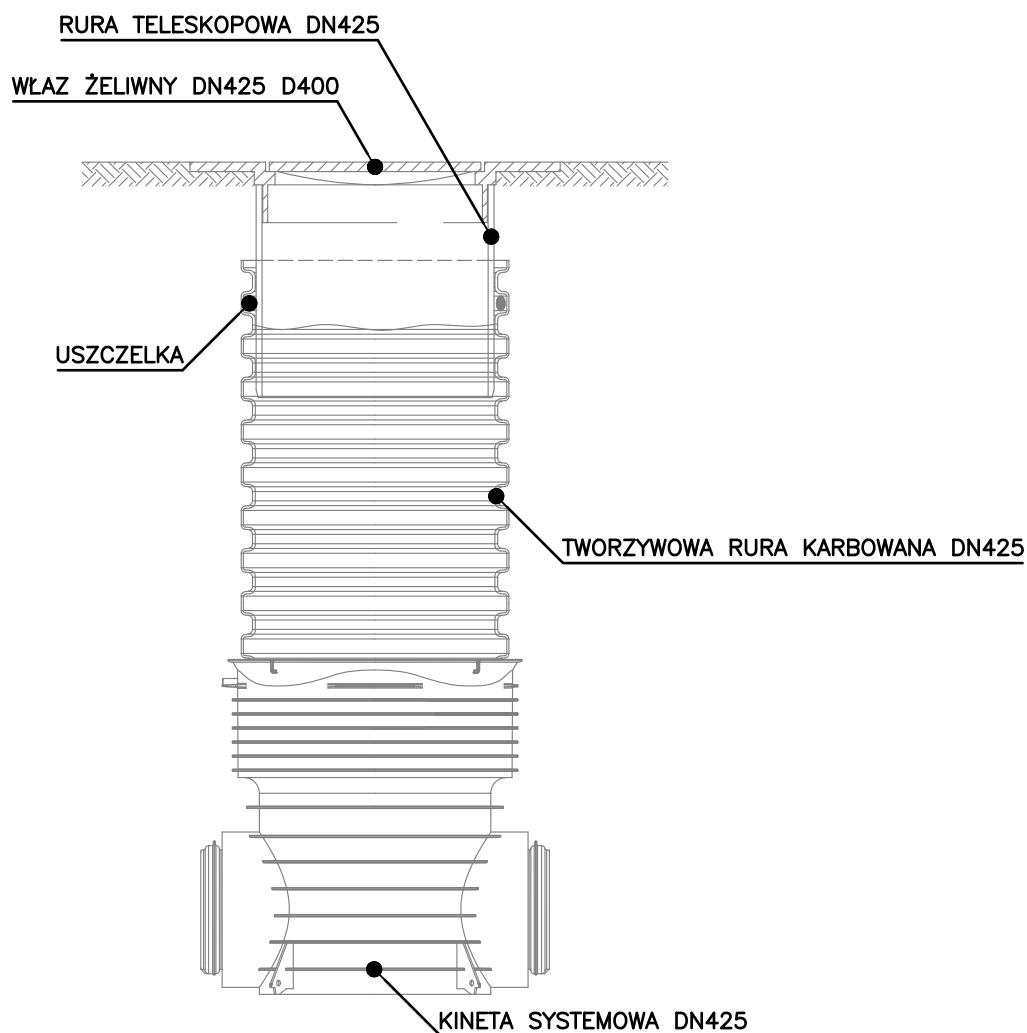 RURA TELESKOPOWA DN425
WŁAZ ŻELIWNY DN425 D400
USZCZELKA
TWORZYWOWA RURA KARBOWANA DN425
KINETA SYSTEMOWA DN425